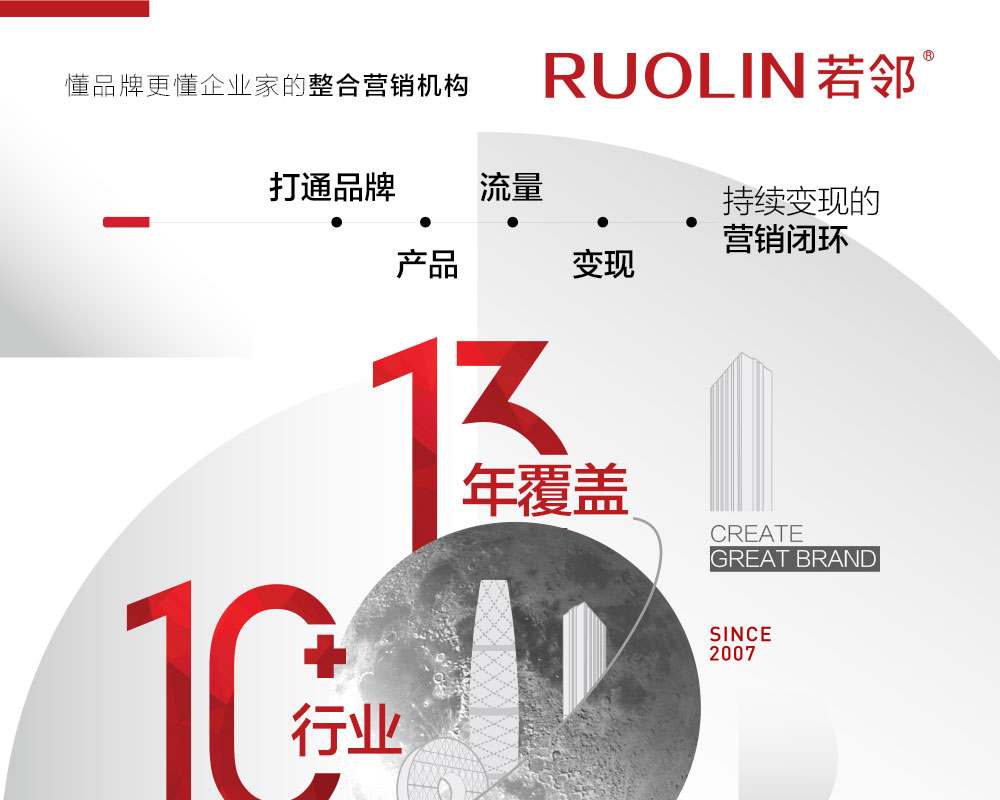 懂品牌更懂企业家的整合营销机构
RUOLIN若邻®
打通品牌
流量
产品
变现
持续变现的
营销闭环
13
年覆盖
CREATE
GREAT BRAND
10+
行业
SINCE
2007